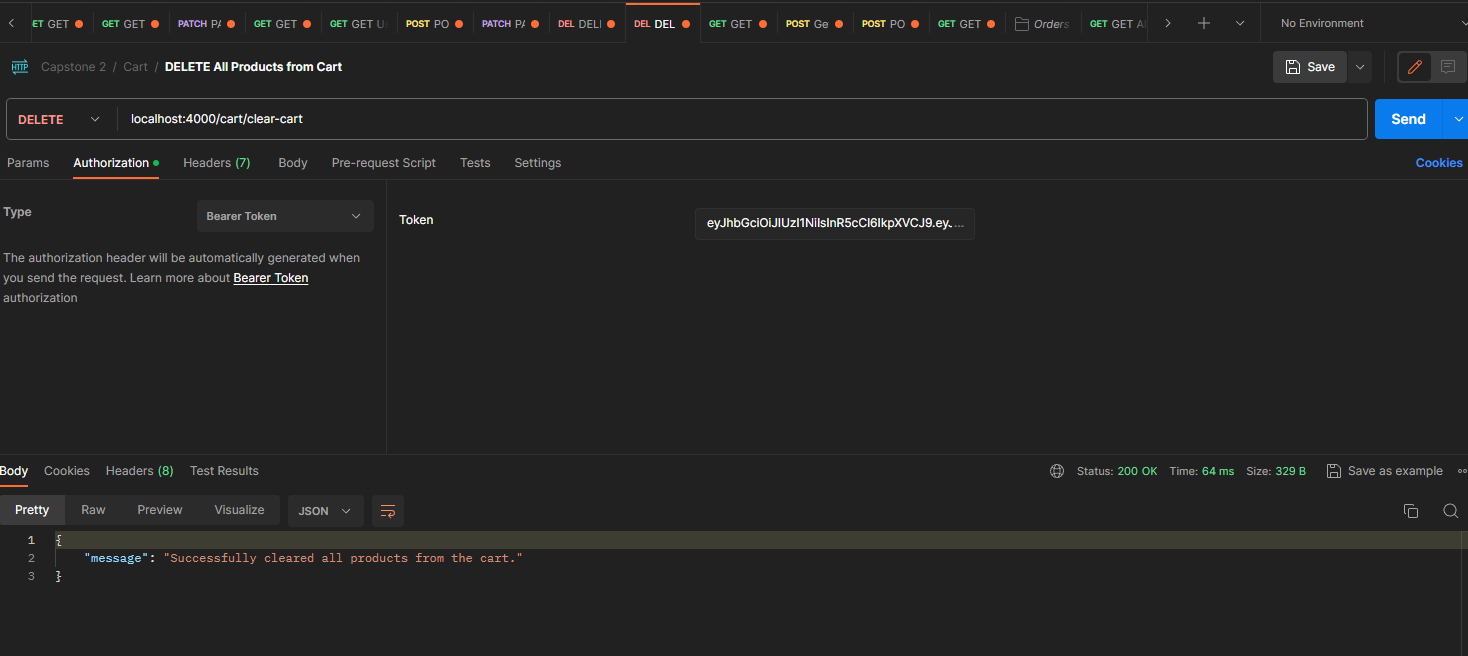 ET GET GET GET PATCH PA GET GET GET GET U POST PO PATCH PA DEL DELI DEL DEL GET GET POST Ge POST PO GET GET Orders GET GET A No Environment
HTTP Capstone 2 / Cart / DELETE All Products from Cart Save
DELETE localhost:4000/cart/clear-cart Send
Params Authorization Headers (7) Body Pre-request Script Tests Settings Cookies
Type Bearer Token Token eyJhbGciOiJIUzI1NiIsInR5cCI6IkpXVCJ9.ey. ...
The authorization header will be automatically generated when
you send the request. Learn more about Bearer Token
authorization
Body Cookies Headers (8) Test Results Status: 200 OK Time: 64 ms Size: 329 B Save as example
Pretty Raw Preview Visualize JSON
1 {
2 "message": "Successfully cleared all products from the cart."
3 }